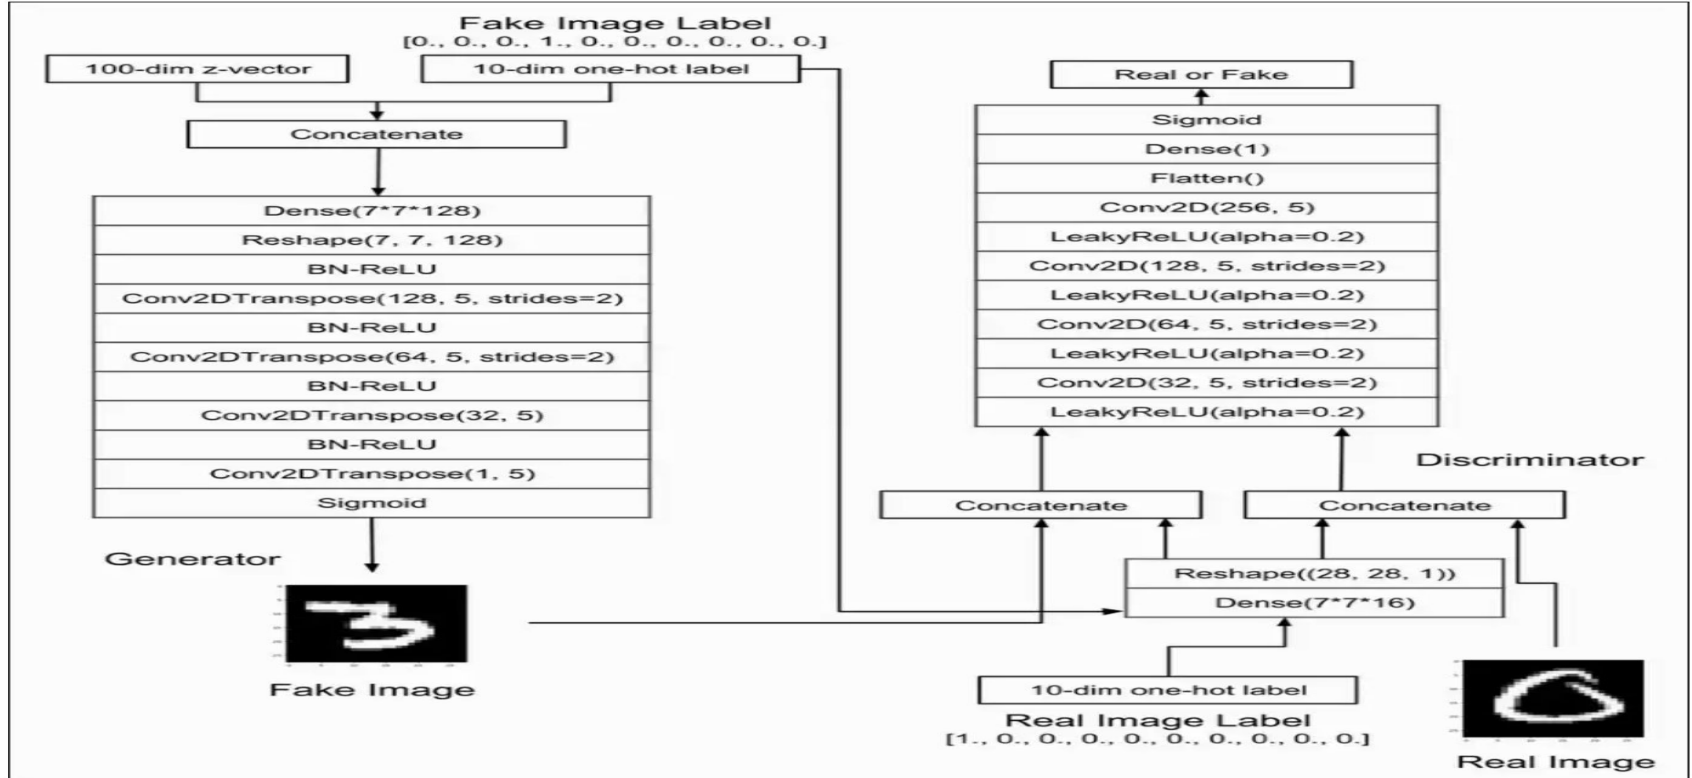 Fake Image Label
[0., 0., 0., 1., 0., 0., 0., 0., 0., 0.]
100-dim z-vector
10-dim one-hot label
Concatenate
Dense(7*7*128)
Reshape(7, 7, 128)
BN-ReLU
Conv2DTranspose(128, 5, strides=2)
BN-ReLU
Conv2DTranspose(64, 5, strides=2)
BN-ReLU
Conv2DTranspose(32, 5)
BN-ReLU
Conv2DTranspose(1, 5)
Sigmoid
Generator
Fake Image
Real or Fake
Sigmoid
Dense(1)
Flatten()
Conv2D(256, 5)
LeakyReLU(alpha=0.2)
Conv2D(128, 5, strides=2)
LeakyReLU(alpha=0.2)
Conv2D(64, 5, strides=2)
LeakyReLU(alpha=0.2)
Conv2D(32, 5, strides=2)
LeakyReLU(alpha=0.2)
Discriminator
Concatenate
Concatenate
Reshape((28, 28, 1))
Dense(7*7*16)
10-dim one-hot label
Real Image Label
[1., 0., 0., 0., 0., 0., 0., 0., 0., 0.]
Real Image